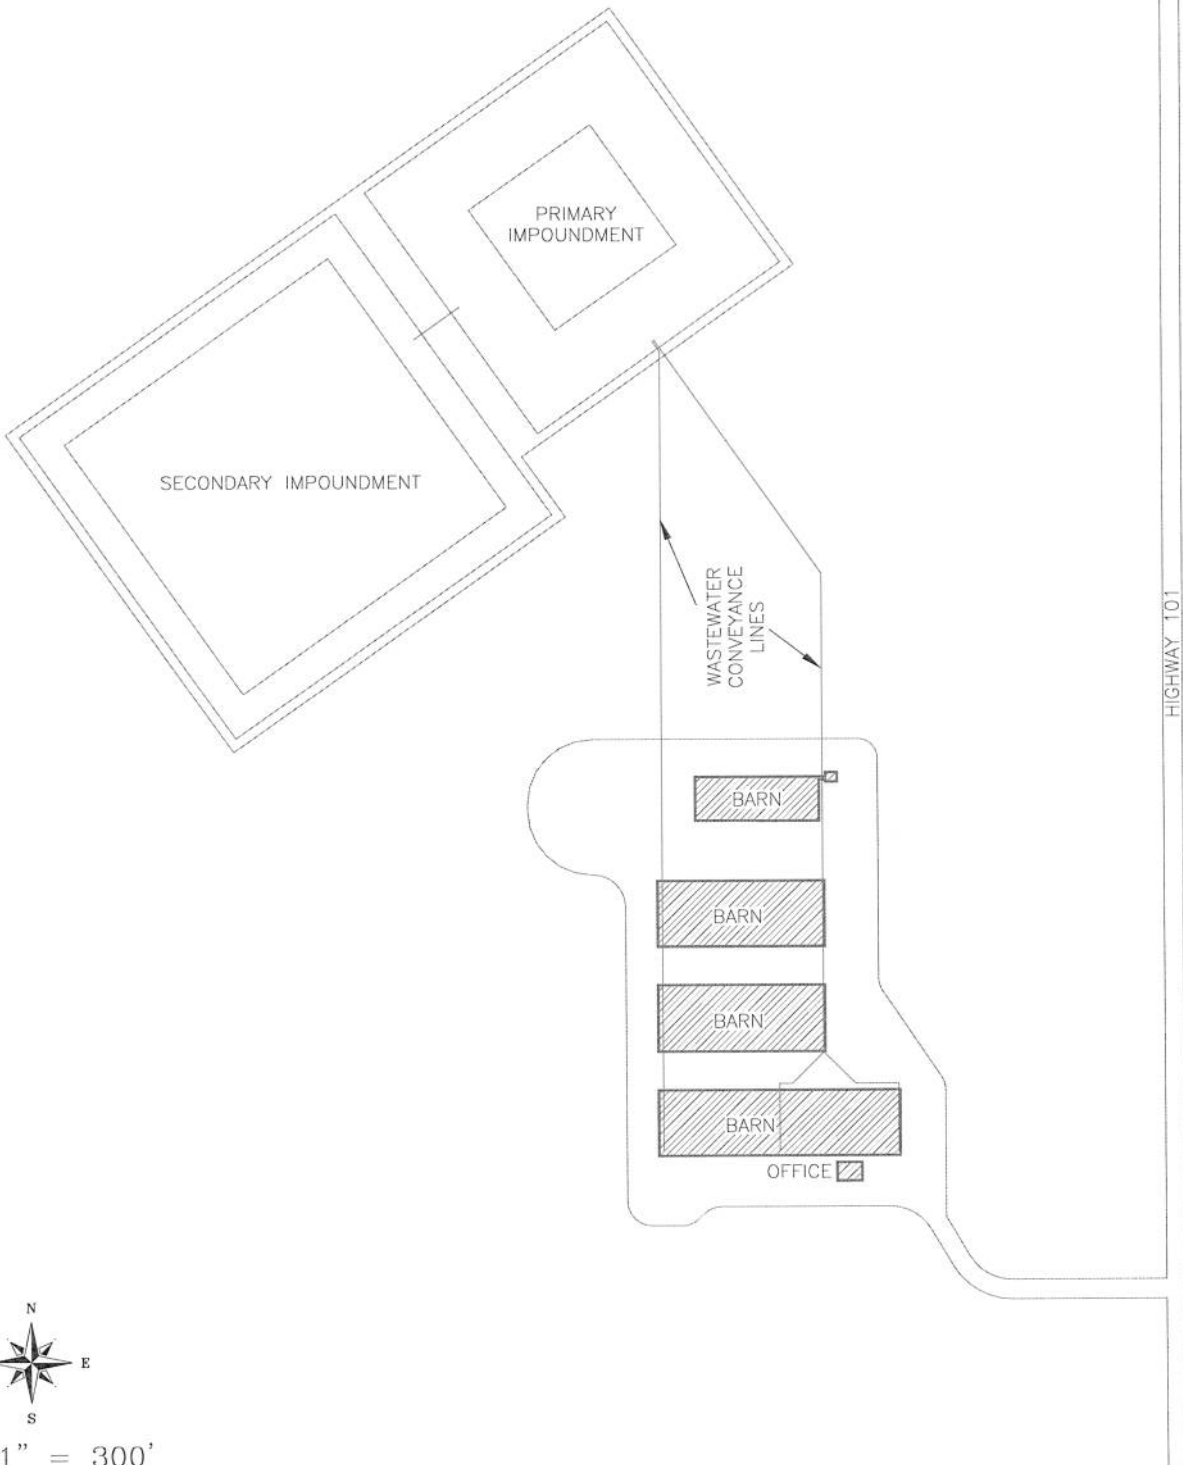 PRIMARY
IMPOUNDMENT
SECONDARY IMPOUNDMENT
WASTEWATER
CONVEYANCE
LINES
HIGHWAY 101
BARN
BARN
BARN
BARN
OFFICE
N
E
S
1" = 300'